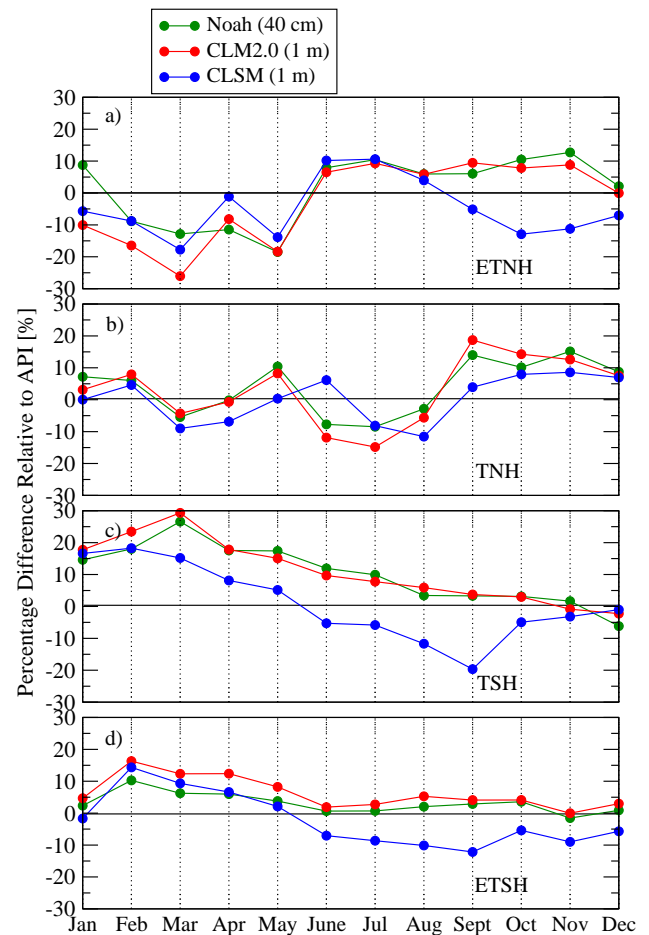 Noah (40 cm)
CLM2.0 (1 m)
CLSM (1 m)
Percentage Difference Relative to API [%]
a)
30
20
10
0
-10
-20
-30
ETNH
b)
30
20
10
0
-10
-20
-30
TNH
c)
30
20
10
0
-10
-20
-30
TSH
d)
30
20
10
0
-10
-20
-30
ETSH
Jan Feb Mar Apr May June Jul Aug Sept Oct Nov Dec